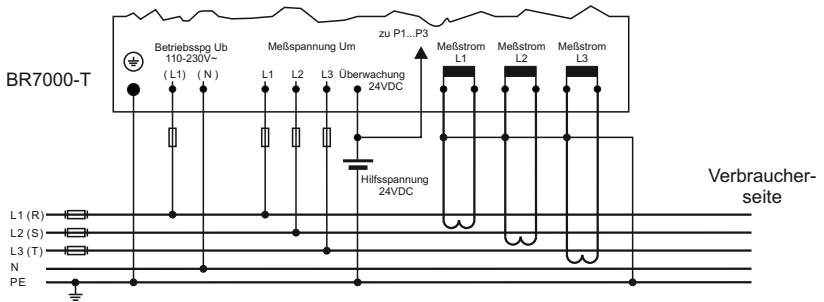 zu P1...P3
Betriebsspg Ub
110-230V~
Meßspannung Um
Meßstrom
L1
Meßstrom
L2
Meßstrom
L3
BR7000-T
( L1)
( N )
L1
L2
L3
Überwachung
24VDC
Hilfsspannung
24VDC
Verbraucher-
seite
L1 (R)
L2 (S)
L3 (T)
N
PE